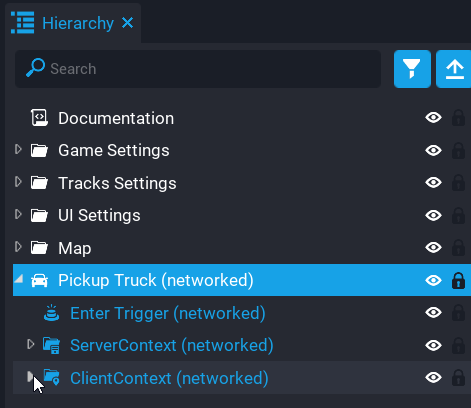 Hierarchy
Search
Documentation
Game Settings
Tracks Settings
UI Settings
Map
Pickup Truck (networked)
Enter Trigger (networked)
ServerContext (networked)
ClientContext (networked)